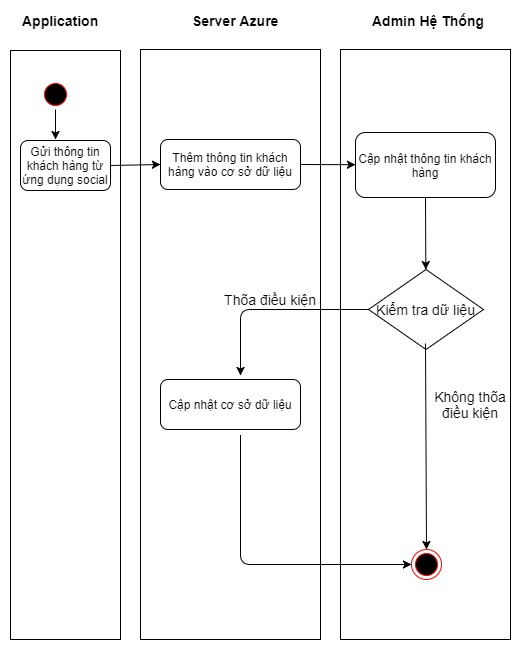 Application
Server Azure
Admin Hệ Thống
Gửi thông tin
khách hàng từ
ứng dụng social
Thêm thông tin khách
hàng vào cơ sở dữ liệu
Cập nhật thông tin khách
hàng
Thõa điều kiện
Kiểm tra dữ liệu
Cập nhật cơ sở dữ liệu
Không thõa
điều kiện